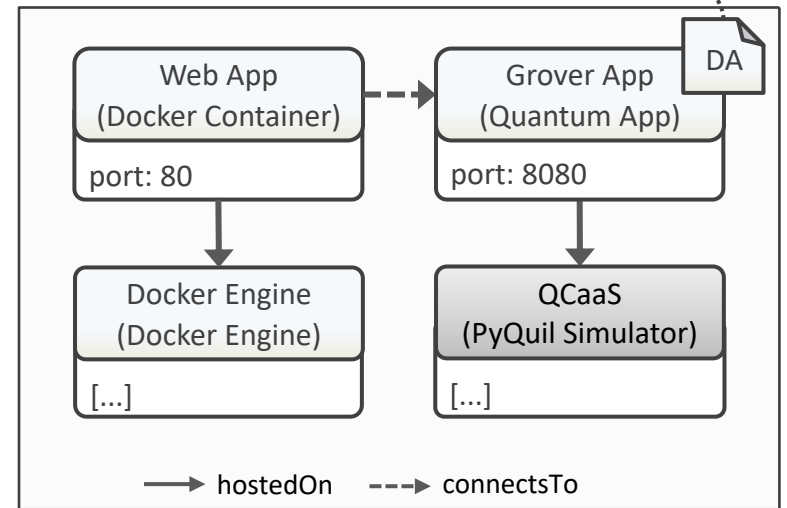 DA
Web App
(Docker Container)
port: 80
Grover App
(Quantum App)
port: 8080
Docker Engine
(Docker Engine)
[...]
QCaaS
(PyQuil Simulator)
[...]
hostedOn
connectsTo